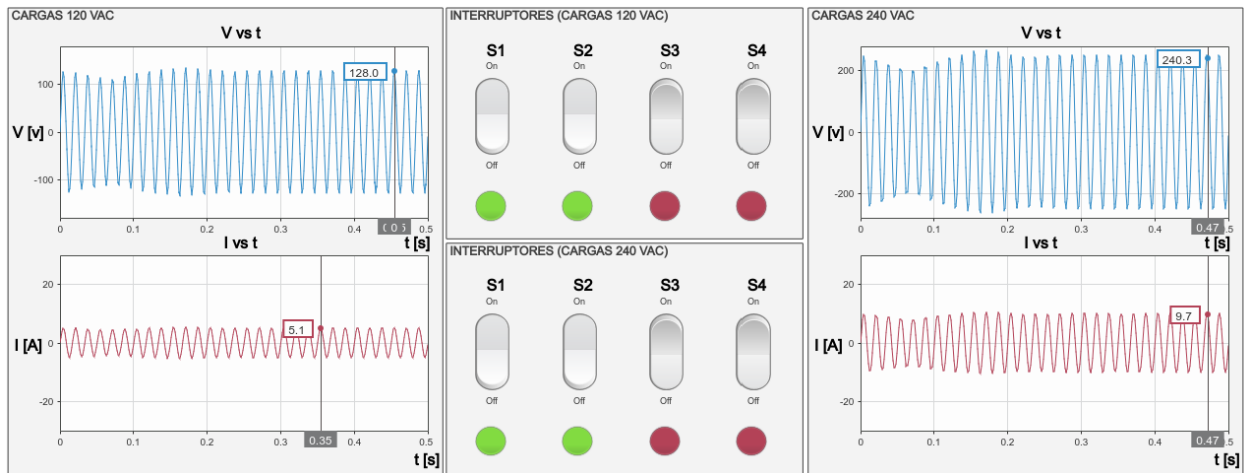 CARGAS 120 VAC
V vs t
128.0
100
0
-100
V [v]
0
0.1
0.2
0.3
0.4
0.5
t [s]
I vs t
20
0
-20
I [A]
5.1
0
0.1
0.2
0.3
0.35
0.4
0.5
t [s]
INTERRUPTORES (CARGAS 120 VAC)
S1 S2 S3 S4
On On On On
Off Off Off Off
INTERRUPTORES (CARGAS 240 VAC)
S1 S2 S3 S4
On On On On
Off Off Off Off
CARGAS 240 VAC
V vs t
240.3
200
0
-200
V [v]
0
0.1
0.2
0.3
0.4
0.47
t [s]
I vs t
20
0
-20
I [A]
9.7
0
0.1
0.2
0.3
0.4
0.47
0.5
t [s]